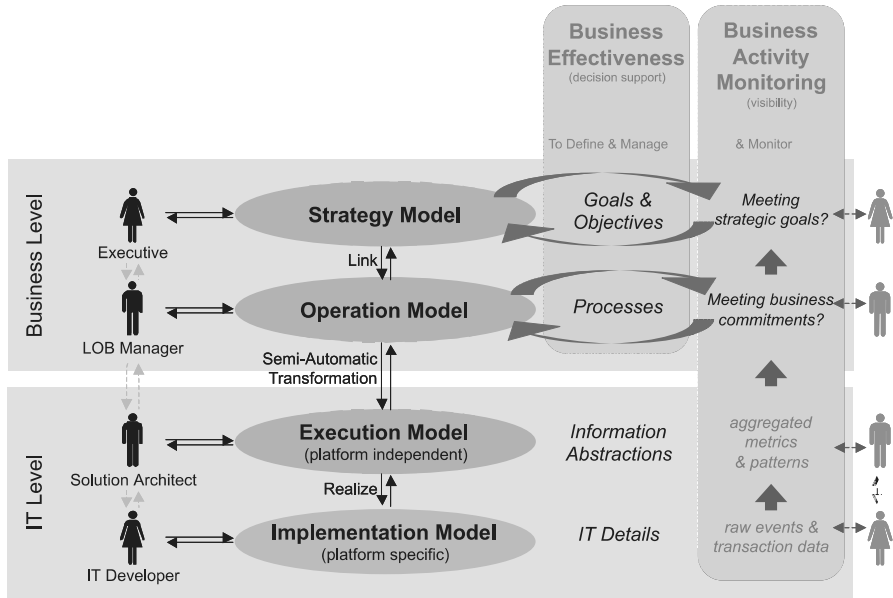 Business
Effectiveness
(decision support)
Business
Activity
Monitoring
(visibility)
To Define & Manage
& Monitor
Business Level
Executive
Strategy Model
Goals &
Objectives
Meeting
strategic goals?
Link
LOB Manager
Operation Model
Processes
Meeting business
commitments?
Semi-Automatic
Transformation
IT Level
Solution Architect
Execution Model
(platform independent)
Information
Abstractions
aggregated
metrics
& patterns
Realize
IT Developer
Implementation Model
(platform specific)
IT Details
raw events &
transaction data